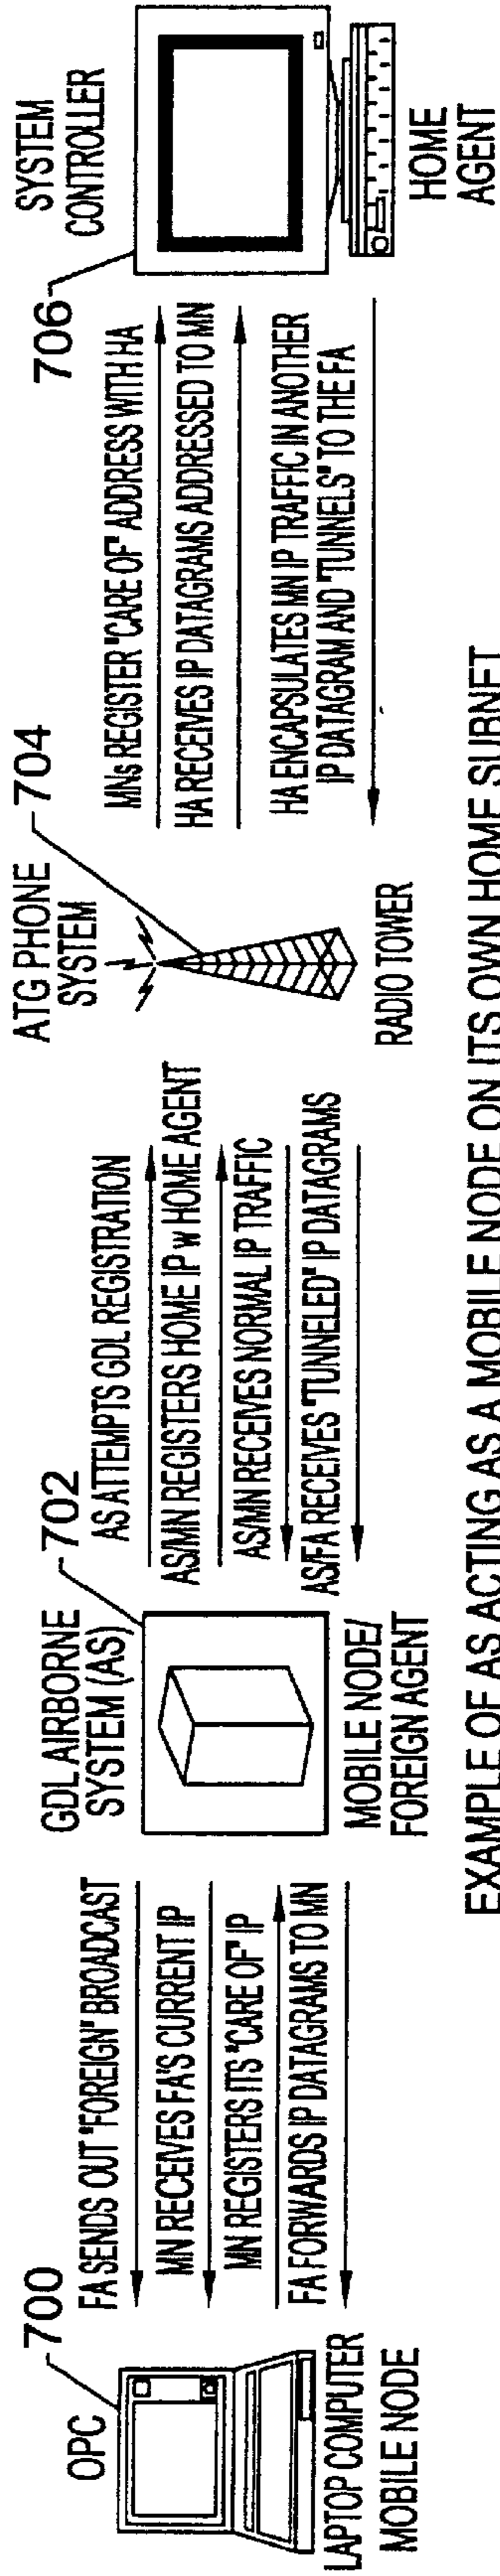 OPC
700
LAPTOP COMPUTER
MOBILE NODE
FA SENDS OUT "FOREIGN" BROADCAST
MN RECEIVES FA'S CURRENT IP
MN REGISTERS ITS "CARE OF" IP
FA FORWARDS IP DATAGRAMS TO MN
GDL AIRBORNE
SYSTEM (AS)
702
MOBILE NODE/
FOREIGN AGENT
AS ATTEMPTS GDL REGISTRATION
AS/MN REGISTERS HOME IP w HOME AGENT
AS/MN RECEIVES NORMAL IP TRAFFIC
AS/FA RECEIVES "TUNNELED" IP DATAGRAMS
ATG PHONE
SYSTEM
704
RADIO TOWER
MNs REGISTER "CARE OF" ADDRESS WITH HA
HA RECEIVES IP DATAGRAMS ADDRESSED TO MN
HA ENCAPSULATES MN IP TRAFFIC IN ANOTHER
IP DATAGRAM AND "TUNNELS" TO THE FA
SYSTEM
CONTROLLER
706
HOME
AGENT
EXAMPLE OF AS ACTING AS A MOBILE NODE ON ITS OWN HOME SUBNET